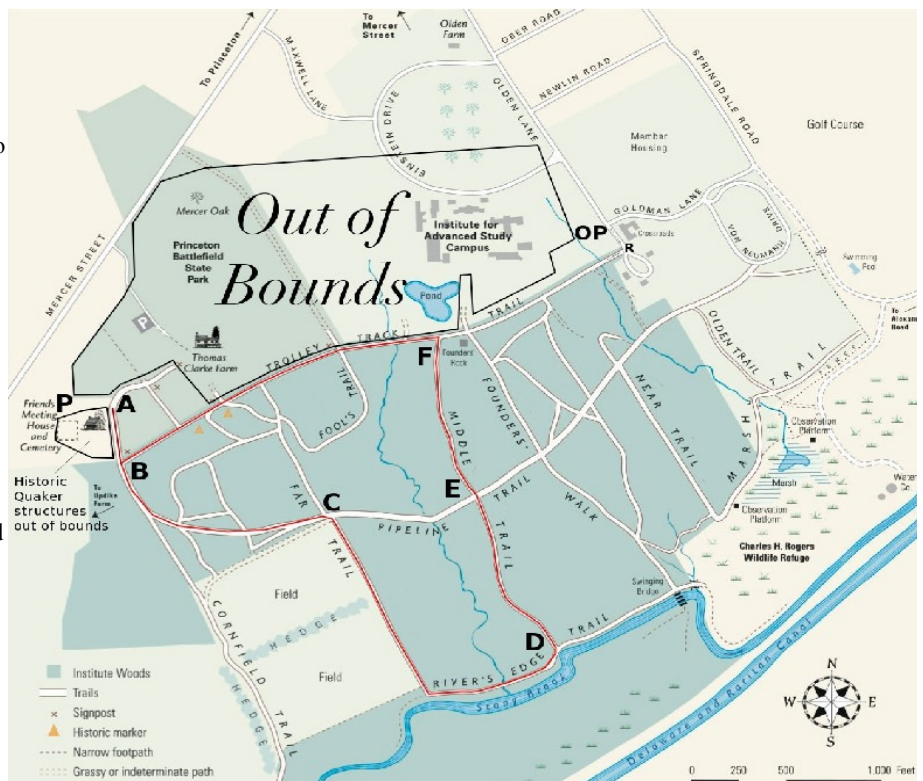 To
Mercer
Street
To Princeton
Olden
Farm
OBER ROAD
MAXWELL LANE
NEWLIN ROAD
EINSTEIN DRIVE
OLDEN LANE
SPRINGDALE ROAD
Golf Course
Member
Housing
Mercer Oak
Out of
Bounds
Institute for
Advanced Study
Campus
Princeton
Battlefield
State
Park
MERCER STREET
OP
R
GOLDMAN LANE
Crossroads
VON NEUMANN
DRIVE
Swimming
Pool
To
Road
P
Thomas
Clarke Farm
Pond
TROLLEY TRACK TRAIL
F
Founders'
Rock
P
A
Friends
Meeting
House
and
Cemetery
B
To Updike
Farm
Historic
Quaker
structures
out of bounds
FOOL'S TRAIL
FAR TRAIL
C
MIDDLE TRAIL
E
FOUNDERS' WALK
PIPELINE TRAIL
NEAR TRAIL
OLDEN TRAIL
MARSH TRAIL
Observation
Platform
Marsh
Water
Co.
Observation
Platform
Charles H. Rogers
Wildlife Refuge
Swinging
Bridge
D
RIVER'S EDGE TRAIL
Stony Brook
Delaware and Raritan Canal
CORNFIELD TRAIL
Field
HEDGE
Field
HEDGE
Institute Woods
Trails
Signpost
Historic marker
Narrow footpath
Grassy or indeterminate path
N
W
E
S
0 250 500 1,000 Feet